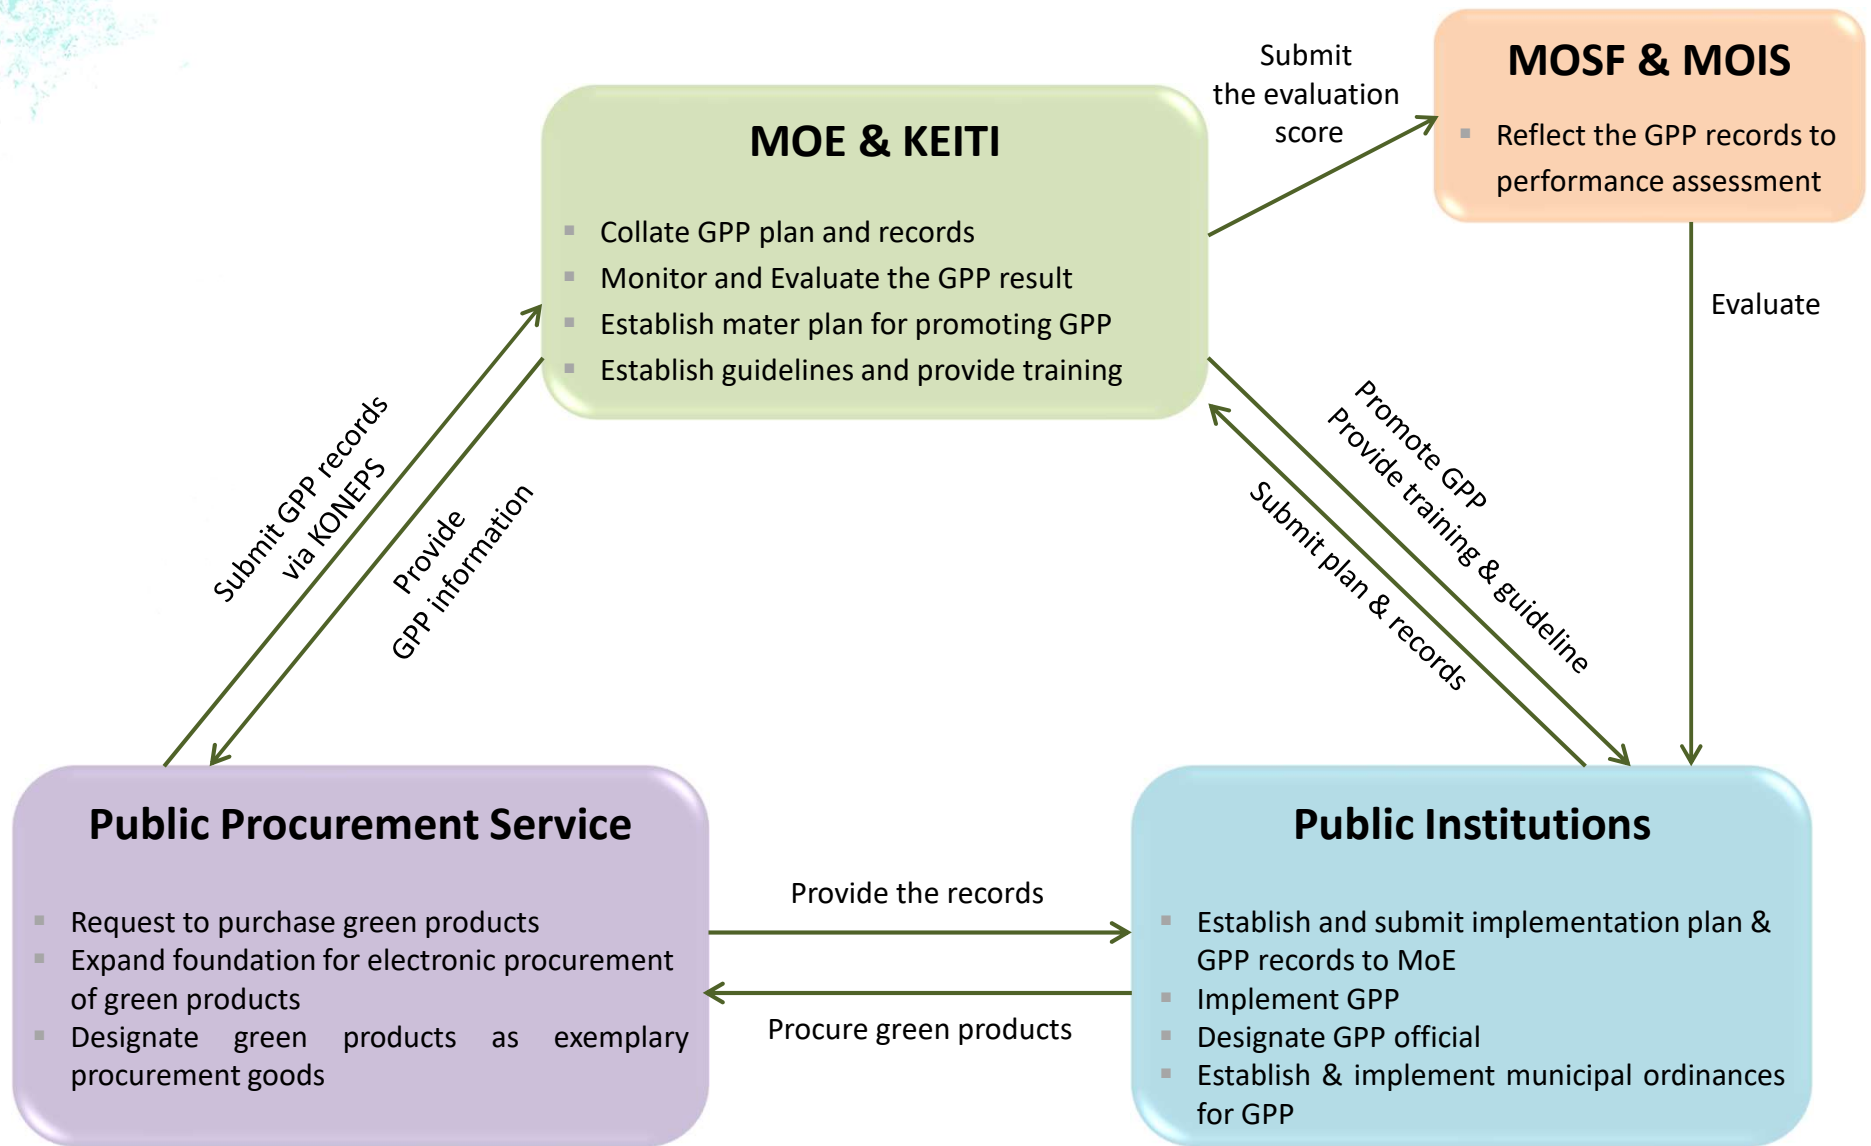 MOE & KEITI
Collate GPP plan and records
Monitor and Evaluate the GPP result
Establish mater plan for promoting GPP
Establish guidelines and provide training
Submit
the evaluation
score
MOSF & MOIS
Reflect the GPP records to
performance assessment
Evaluate
Submit GPP records
via KONEPS
Provide
GPP information
Promote GPP
Provide training & guideline
Submit plan & records
Public Procurement Service
Request to purchase green products
Expand foundation for electronic procurement
of green products
Designate green products as exemplary
procurement goods
Provide the records
Procure green products
Public Institutions
Establish and submit implementation plan &
GPP records to MoE
Implement GPP
Designate GPP official
Establish & implement municipal ordinances
for GPP